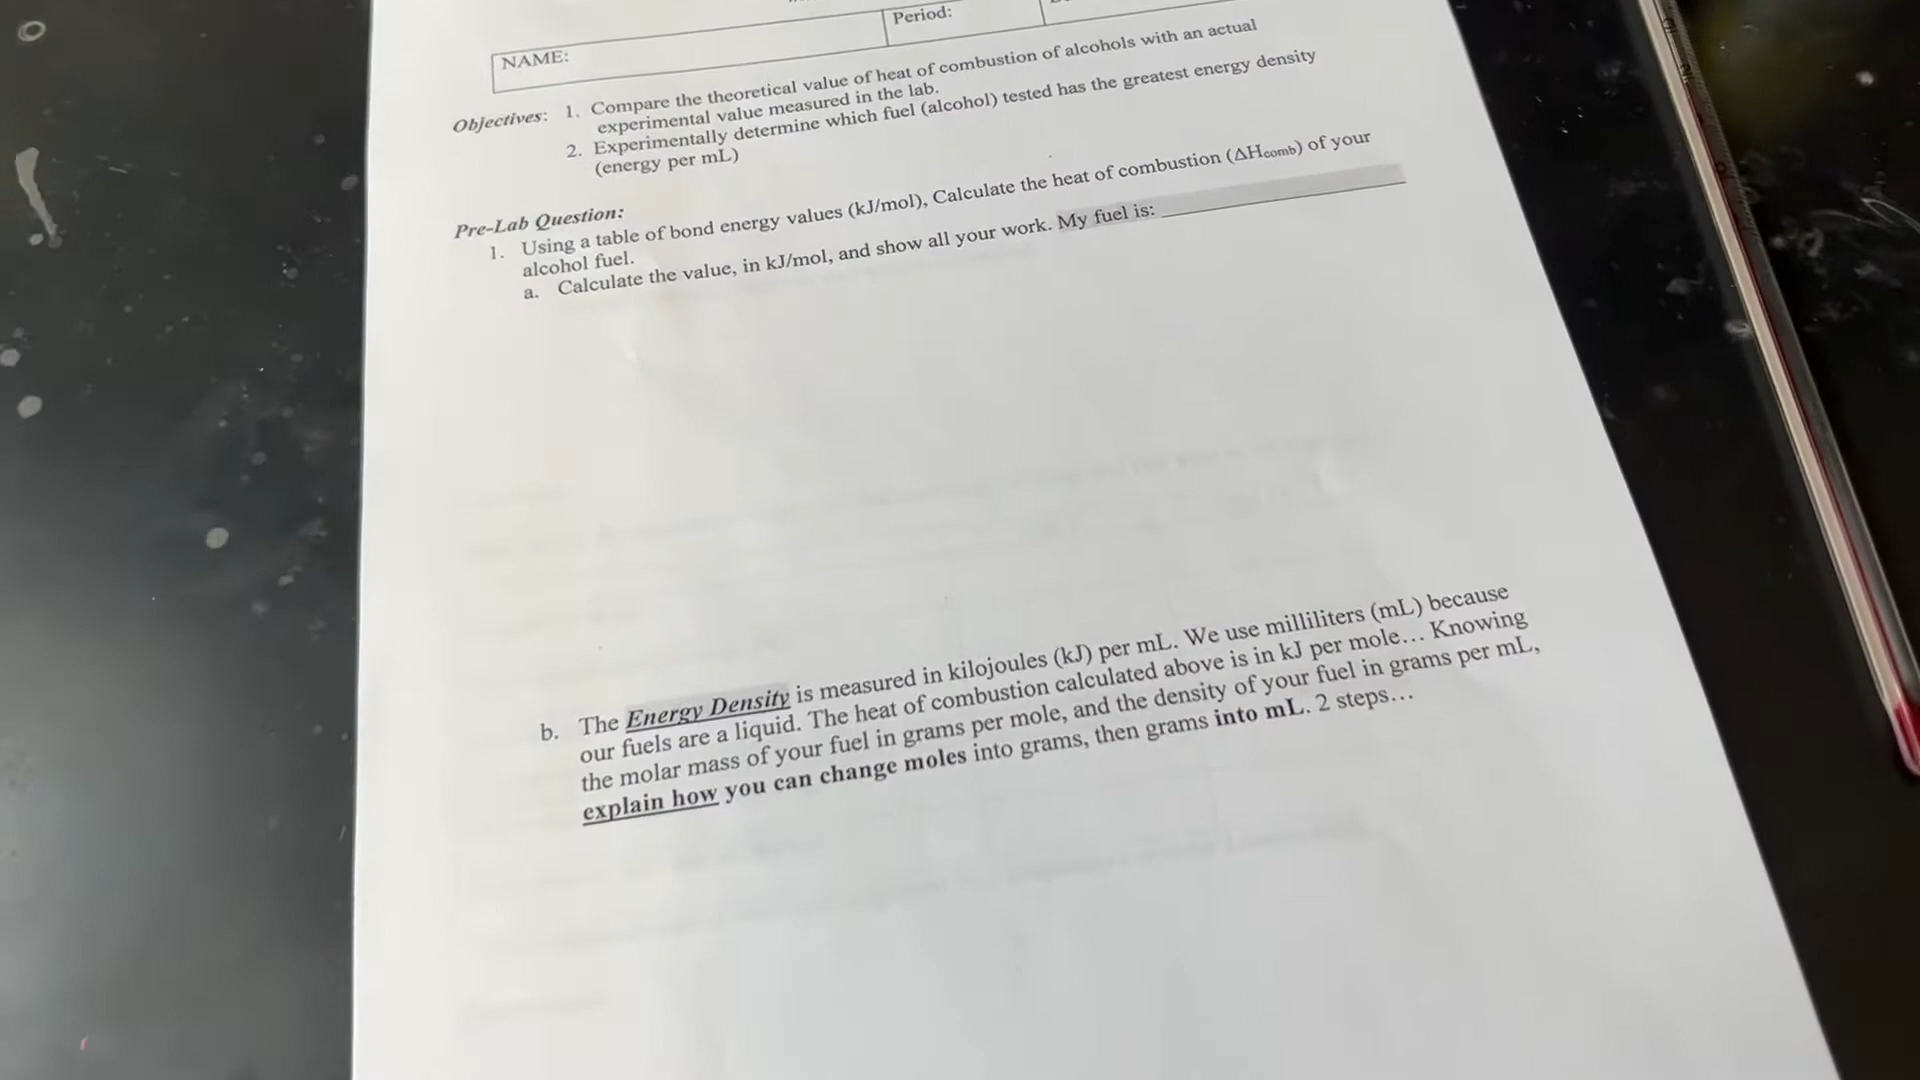 NAME:
Period:
Objectives: 1. Compare the theoretical value of heat of combustion of alcohols with an actual
experimental value measured in the lab.
2. Experimentally determine which fuel (alcohol) tested has the greatest energy density
(energy per mL)
Pre-Lab Question:
1. Using a table of bond energy values (kJ/mol), Calculate the heat of combustion (ΔHcomb) of your
alcohol fuel.
a. Calculate the value, in kJ/mol, and show all your work. My fuel is:
b. The Energy Density is measured in kilojoules (kJ) per mL. We use milliliters (mL) because
our fuels are a liquid. The heat of combustion calculated above is in kJ per mole... Knowing
the molar mass of your fuel in grams per mole, and the density of your fuel in grams per mL,
explain how you can change moles into grams, then grams into mL. 2 steps...